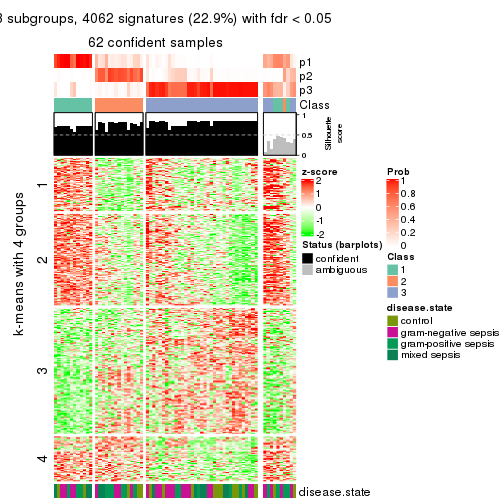 3 subgroups, 4062 signatures (22.9%) with fdr < 0.05
62 confident samples
p1
p2
p3
Class
1
0.5
0
Silhouette
score
k-means with 4 groups
1
2
3
4
disease.state
z-score
2
1
0
-1
-2
Status (barplots)
confident
ambiguous
Prob
1
0.8
0.6
0.4
0.2
0
Class
1
2
3
disease.state
control
gram-negative sepsis
gram-positive sepsis
mixed sepsis